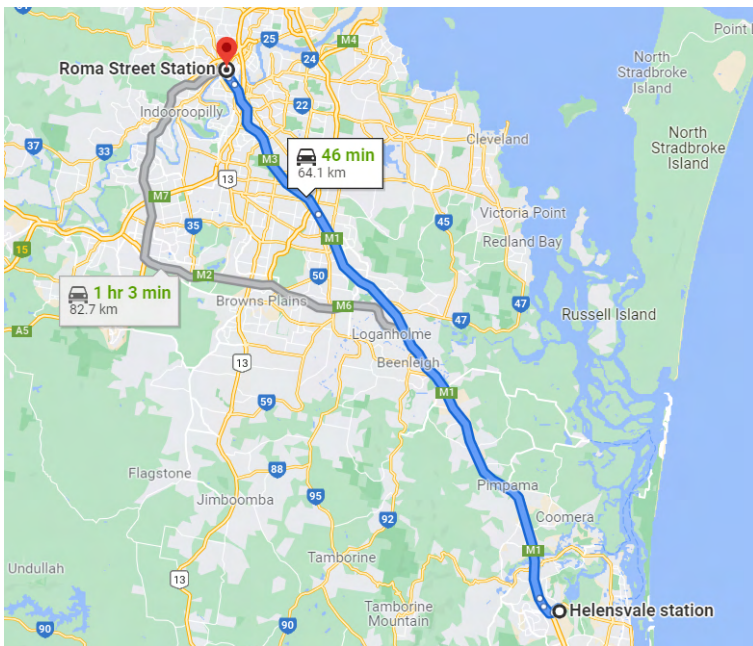 31
25
M4
Point
Roma Street Station
24
North
Stradbroke
Island
22
Indooroopilly
37
33
M3
46 min
64.1 km
Cleveland
North
Stradbroke
Island
13
M7
Victoria Point
Redland Bay
45
35
M1
15
M2
50
1 hr 3 min
82.7 km
Browns Plains
M6
47
47
Russell Island
A5
Loganholme
Beenleigh
13
M1
59
Flagstone
88
Pimpama
Jimboomba
95
Coomera
92
M1
Tamborine
Undullah
13
Tamborine
Mountain
Helensvale station
90
90